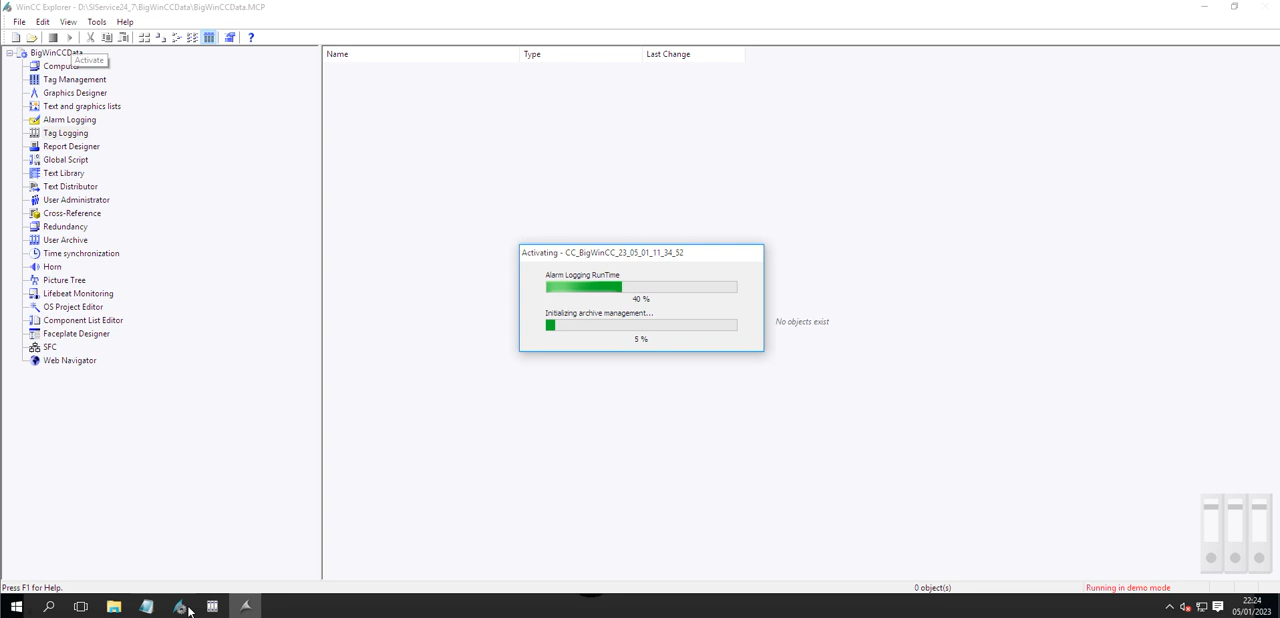 WinCC Explorer - D:\SIService24_7\BigWinCCData\BigWinCCData.MCP
File Edit View Tools Help
BigWinCCData
Activate
Computer
Tag Management
Graphics Designer
Text and graphics lists
Alarm Logging
Tag Logging
Report Designer
Global Script
Text Library
Text Distributor
User Administrator
Cross-Reference
Redundancy
User Archive
Time synchronization
Horn
Picture Tree
Lifebeat Monitoring
OS Project Editor
Component List Editor
Faceplate Designer
SFC
Web Navigator
Name Type Last Change
Activating - CC_BigWinCC_23_05_01_11_34_52
Alarm Logging RunTime
40 %
Initializing archive management...
5 %
No objects exist
Press F1 for Help.
0 object(s)
Running in demo mode
22:24
05/01/2023